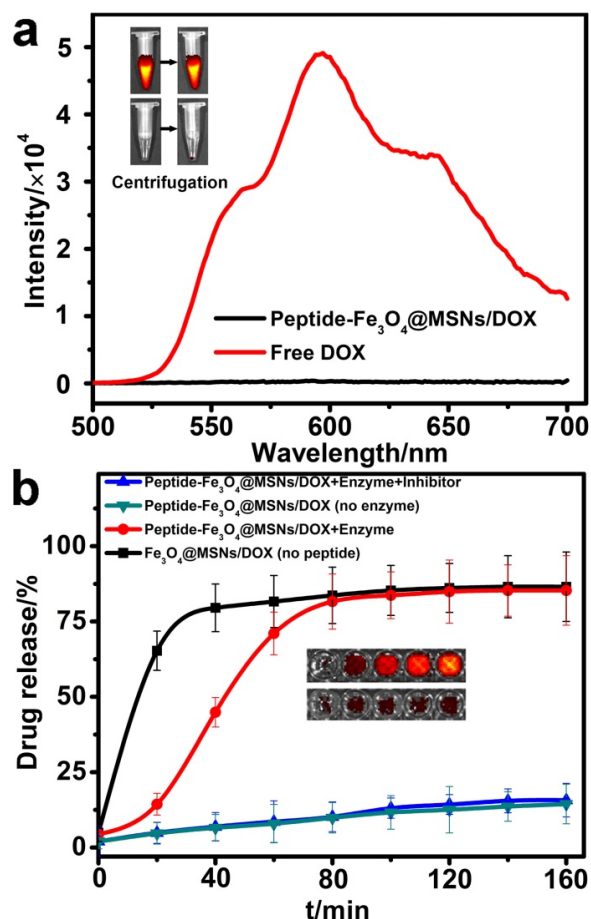 a
Centrifugation
Intensity/×10⁴
5
4
3
2
1
0
Peptide-Fe₃O₄@MSNs/DOX
Free DOX
500 550 600 650 700
Wavelength/nm
b
Peptide-Fe₃O₄@MSNs/DOX+Enzyme+Inhibitor
Peptide-Fe₃O₄@MSNs/DOX (no enzyme)
Peptide-Fe₃O₄@MSNs/DOX+Enzyme
Fe₃O₄@MSNs/DOX (no peptide)
Drug release/%
100
75
50
25
0
0 40 80 120 160
t/min